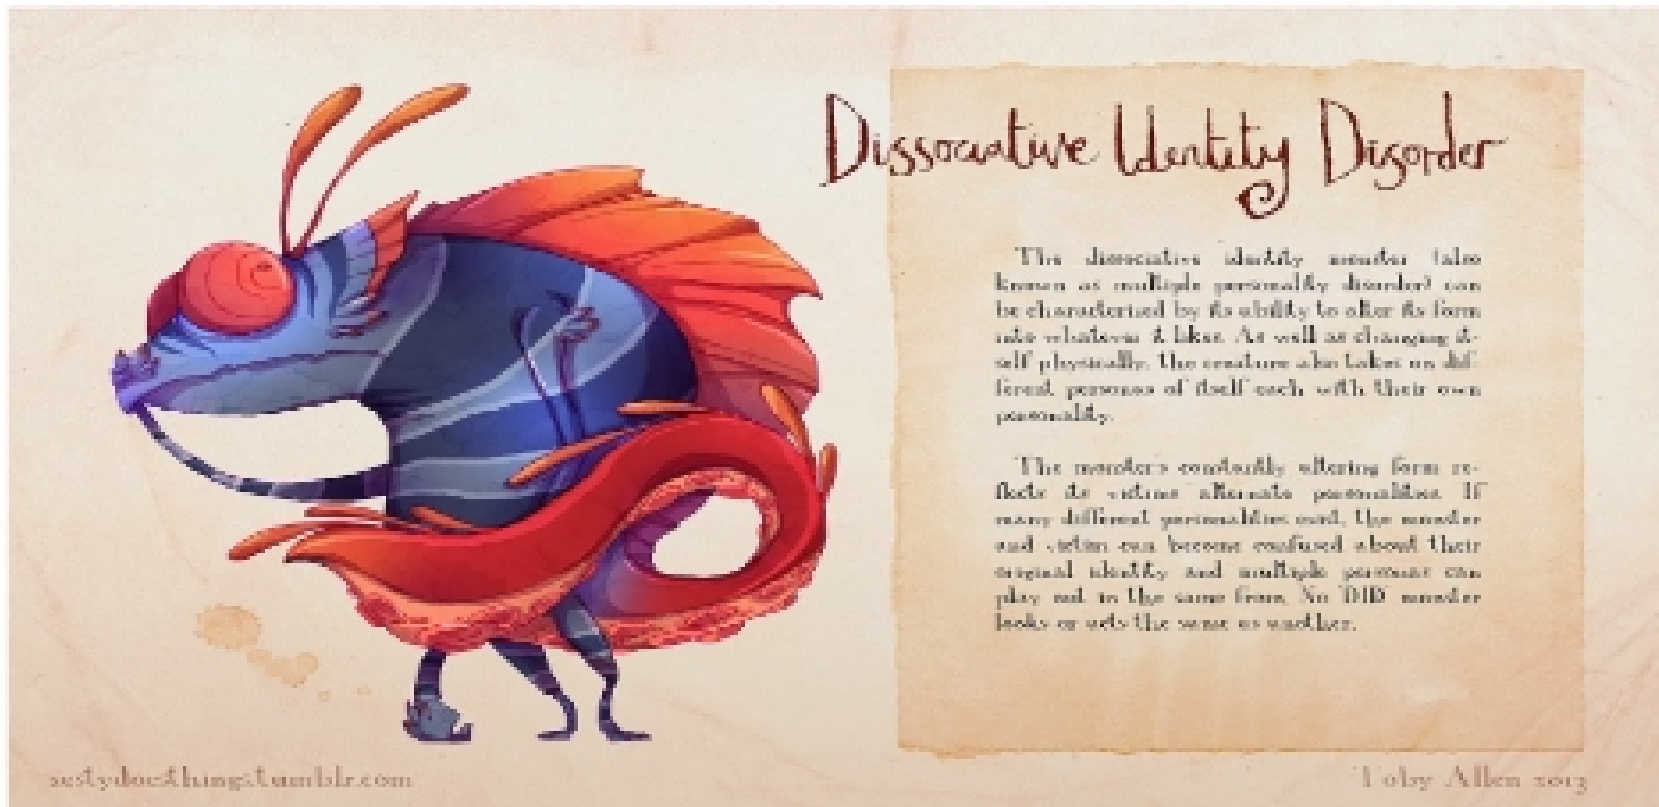 Dissociative Identity Disorder
The dissociative identity monster (also
known as multiple personality disorder) can
be characterised by its ability to alter its form
into whatever it likes. As well as changing it-
self physically, the creature also takes on dif-
ferent personas of itself each with their own
personality.
The monster's constantly altering form re-
flects its victims alternate personalities. If
many different personalities exist, the monster
and victim can become confused about their
original identity and multiple personas can
play out in the same from. No 'DID' monster
looks or acts the same as another.
zestydoesthings.tumblr.com
Toby Allen 2013